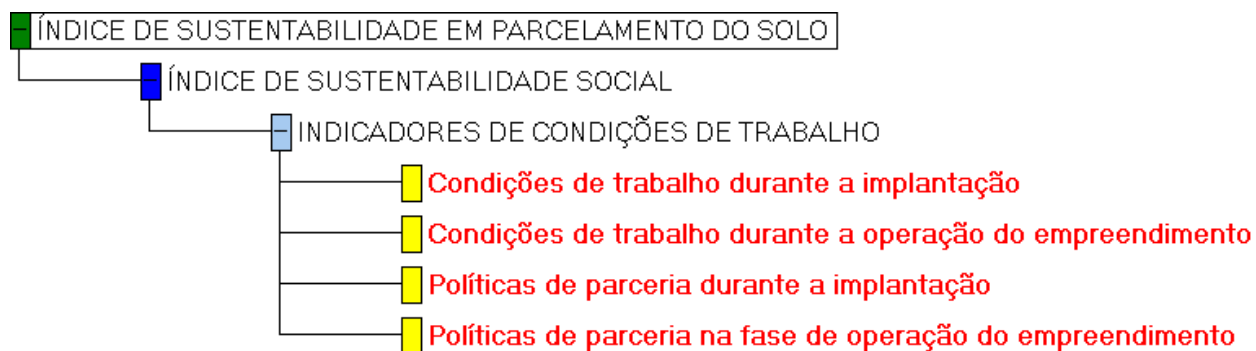 ÍNDICE DE SUSTENTABILIDADE EM PARCELAMENTO DO SOLO
ÍNDICE DE SUSTENTABILIDADE SOCIAL
INDICADORES DE CONDIÇÕES DE TRABALHO
Condições de trabalho durante a implantação
Condições de trabalho durante a operação do empreendimento
Políticas de parceria durante a implantação
Políticas de parceria na fase de operação do empreendimento